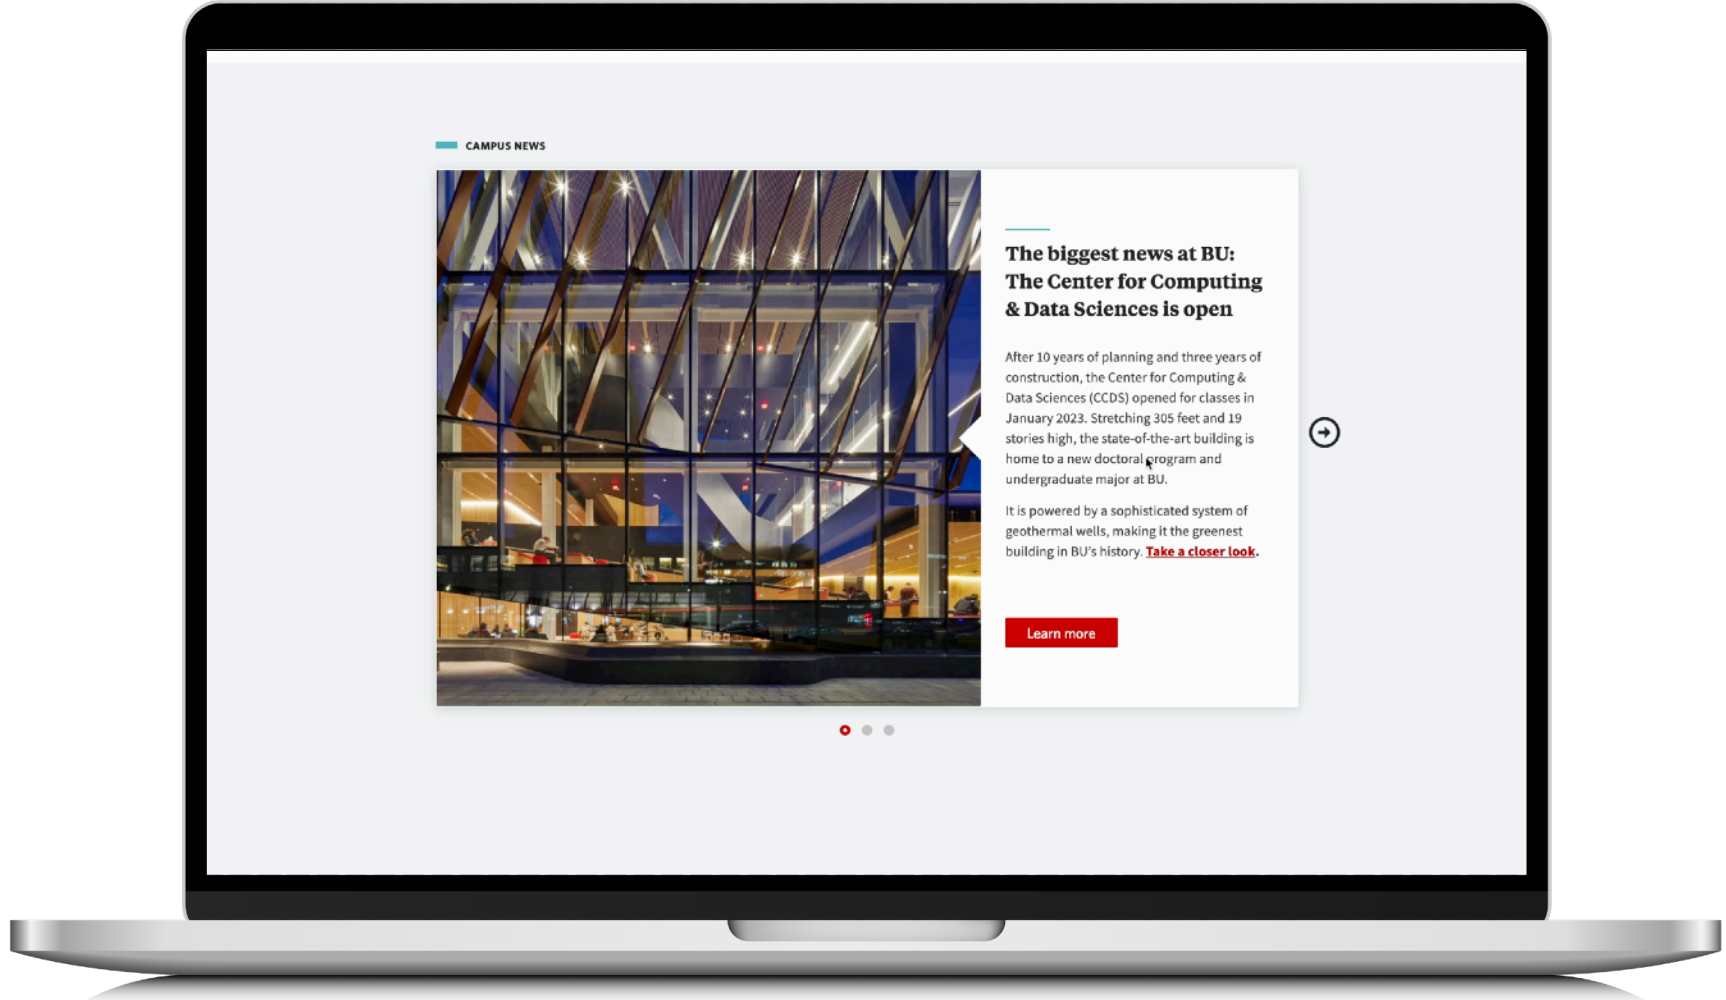 CAMPUS NEWS
The biggest news at BU:
The Center for Computing
& Data Sciences is open
After 10 years of planning and three years of
construction, the Center for Computing &
Data Sciences (CCDS) opened for classes in
January 2023. Stretching 305 feet and 19
stories high, the state-of-the-art building is
home to a new doctoral program and
undergraduate major at BU.
It is powered by a sophisticated system of
geothermal wells, making it the greenest
building in BU's history. Take a closer look.
Learn more